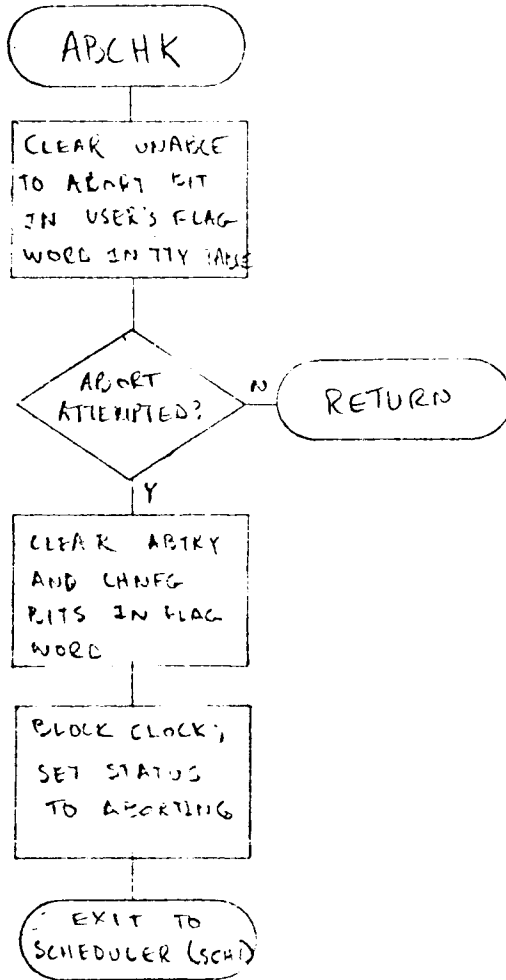 ABCHK
CLEAR UNABLE
TO ABORT BIT
IN USER'S FLAG
WORD IN TTY TABLE
ABORT
ATTEMPTED?
N
RETURN
Y
CLEAR ABTRY
AND CHNFG
BITS IN FLAG
WORD
BLOCK CLOCK;
SET STATUS
TO ABORTING
EXIT TO
SCHEDULER (SCH1)